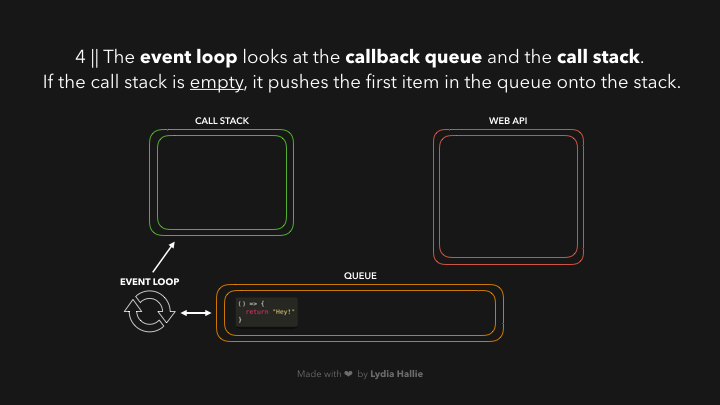 4 || The event loop looks at the callback queue and the call stack.
If the call stack is empty, it pushes the first item in the queue onto the stack.
CALL STACK
WEB API
EVENT LOOP
QUEUE
() => {
return "Hey!"
}
Made with ❤ by Lydia Hallie